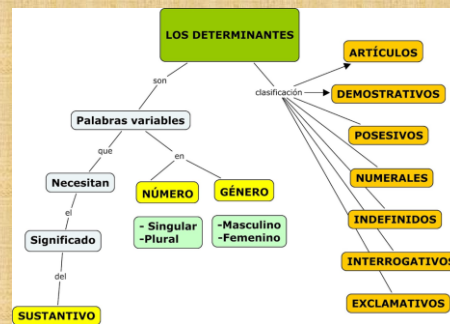 LOS DETERMINANTES
son
clasificación
Palabras variables
que
en
Necesitan
NÚMERO
GÉNERO
el
- Singular
-Plural
-Masculino
-Femenino
Significado
del
SUSTANTIVO
ARTÍCULOS
DEMOSTRATIVOS
POSESIVOS
NUMERALES
INDEFINIDOS
INTERROGATIVOS
EXCLAMATIVOS